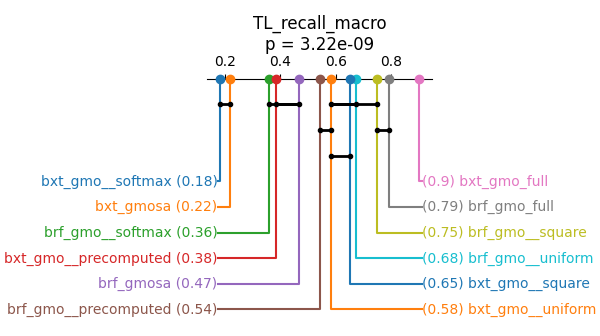 TL_recall_macro
p = 3.22e-09
0.2 0.4 0.6 0.8
bxt_gmo__softmax (0.18) (0.9) bxt_gmo_full
bxt_gmosa (0.22) (0.79) brf_gmo_full
brf_gmo__softmax (0.36) (0.75) brf_gmo__square
bxt_gmo__precomputed (0.38) (0.68) brf_gmo__uniform
brf_gmosa (0.47) (0.65) bxt_gmo__square
brf_gmo__precomputed (0.54) (0.58) bxt_gmo__uniform